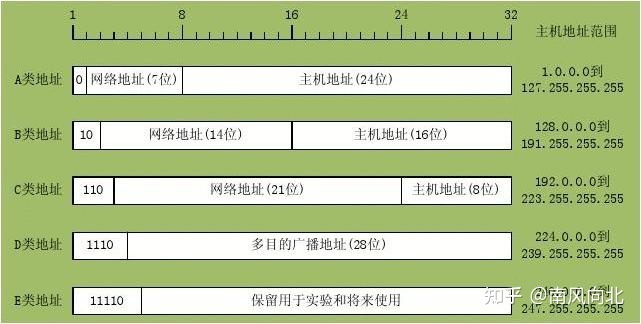 1 8 16 24 32
主机地址范围
A类地址 0 网络地址(7位) 主机地址(24位) 1.0.0.0到
127.255.255.255
B类地址 10 网络地址(14位) 主机地址(16位) 128.0.0.0到
191.255.255.255
C类地址 110 网络地址(21位) 主机地址(8位) 192.0.0.0到
223.255.255.255
D类地址 1110 多目的广播地址(28位) 224.0.0.0到
239.255.255.255
E类地址 11110 保留用于实验和将来使用
知乎 @南风向北
247.255.255.255